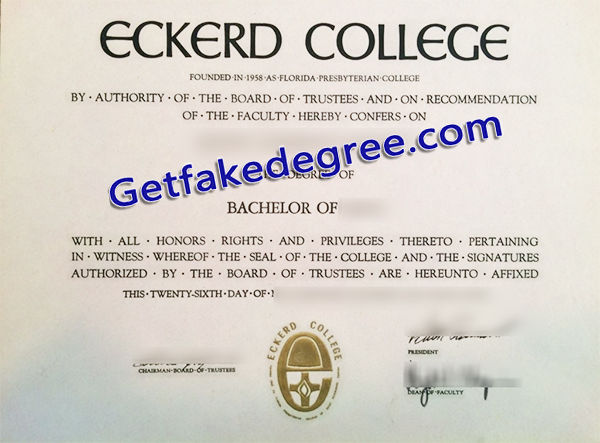 ECKERD COLLEGE
FOUNDED·IN·1958·AS·FLORIDA·PRESBYTERIAN·COLLEGE
BY·AUTHORITY·OF·THE·BOARD·OF·TRUSTEES·AND·ON·RECOMMENDATION
OF·THE·FACULTY·HEREBY·CONFERS·ON
Getfakedegree.com
DEGREE·OF
BACHELOR OF
WITH·ALL·HONORS·RIGHTS·AND·PRIVILEGES·THERETO·PERTAINING
IN·WITNESS·WHEREOF·THE·SEAL·OF·THE·COLLEGE·AND·THE·SIGNATURES
AUTHORIZED·BY·THE·BOARD·OF·TRUSTEES·ARE·HEREUNTO·AFFIXED
THIS·TWENTY-SIXTH·DAY·OF·
ECKERD COLLEGE
PRESIDENT
CHAIRMAN·BOARD·OF·TRUSTEES
DEAN·OF·FACULTY